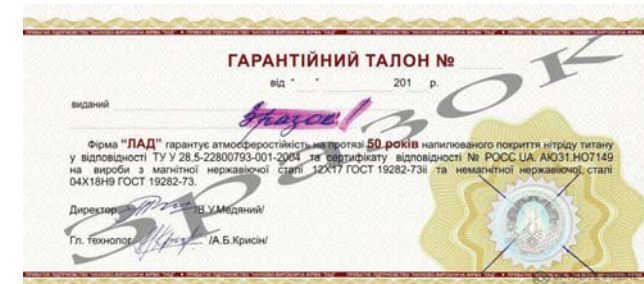 ГАРАНТІЙНИЙ ТАЛОН №
від " " 201 р.
виданий
Зразок!
Фірма "ЛАД" гарантує атмосферостійкість на протязі 50 років напилюваного покриття нітріду титану
у відповідності ТУ У 28,5-22800793-001-2004 та сертифікату відповідності № РОСС UA. АЮ31.НО7149
на вироби з магнітної нержавіючої сталі 12Х17 ГОСТ 19282-73іі та немагнітної нержавіючої сталі
04Х18Н9 ГОСТ 19282-73.
Директор /В.У.Медяний/
Гл. технолог /А.Б.Крисін/
Зразок